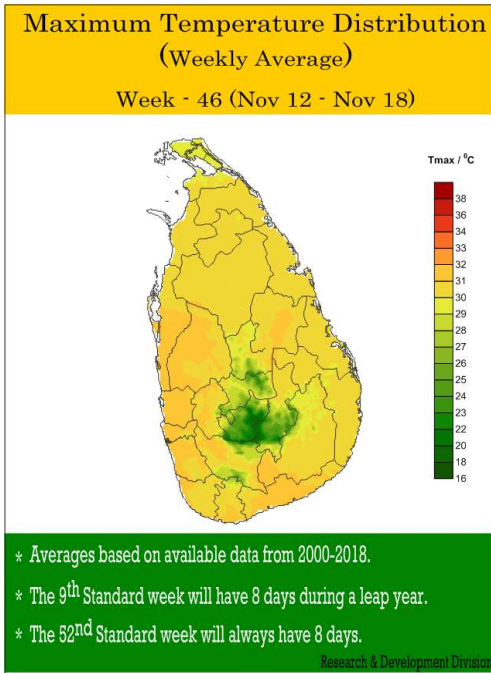 Maximum Temperature Distribution
(Weekly Average)
Week - 46 (Nov 12 - Nov 18)
Tmax / ⁰C
38
36
34
33
32
31
30
29
28
27
26
25
24
23
22
20
18
16
* Averages based on available data from 2000-2018.
* The 9th Standard week will have 8 days during a leap year.
* The 52nd Standard week will always have 8 days.
Research & Development Division